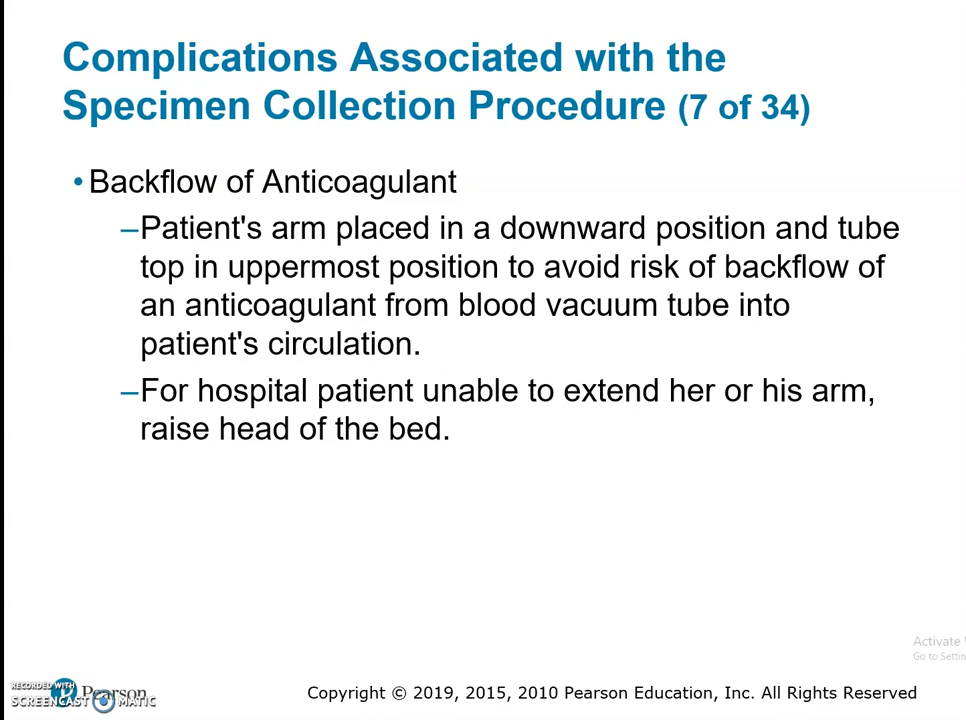 Complications Associated with the
Specimen Collection Procedure (7 of 34)
• Backflow of Anticoagulant
–Patient's arm placed in a downward position and tube
top in uppermost position to avoid risk of backflow of
an anticoagulant from blood vacuum tube into
patient's circulation.
–For hospital patient unable to extend her or his arm,
raise head of the bed.
Activate
Go to Settin
RECORDED WITH
SCREENCAST MATIC
Pearson
Copyright © 2019, 2015, 2010 Pearson Education, Inc. All Rights Reserved